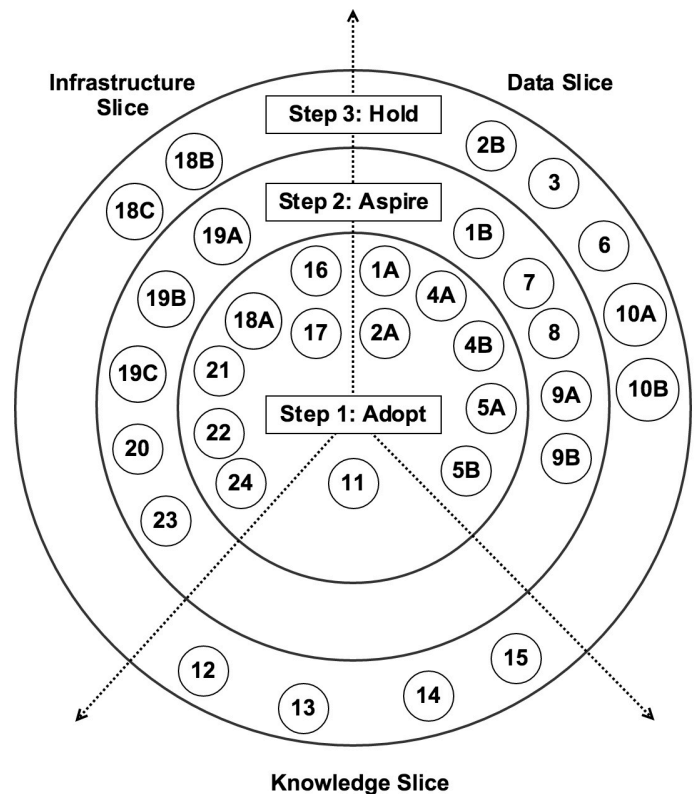 Infrastructure
Slice
Data Slice
Step 3: Hold
2B
18B
3
18C
Step 2: Aspire
1B
19A
6
16
1A
7
4A
19B
10A
18A
17
2A
8
4B
21
19C
10B
9A
5A
Step 1: Adopt
22
20
9B
5B
24
11
23
15
12
14
13
Knowledge Slice